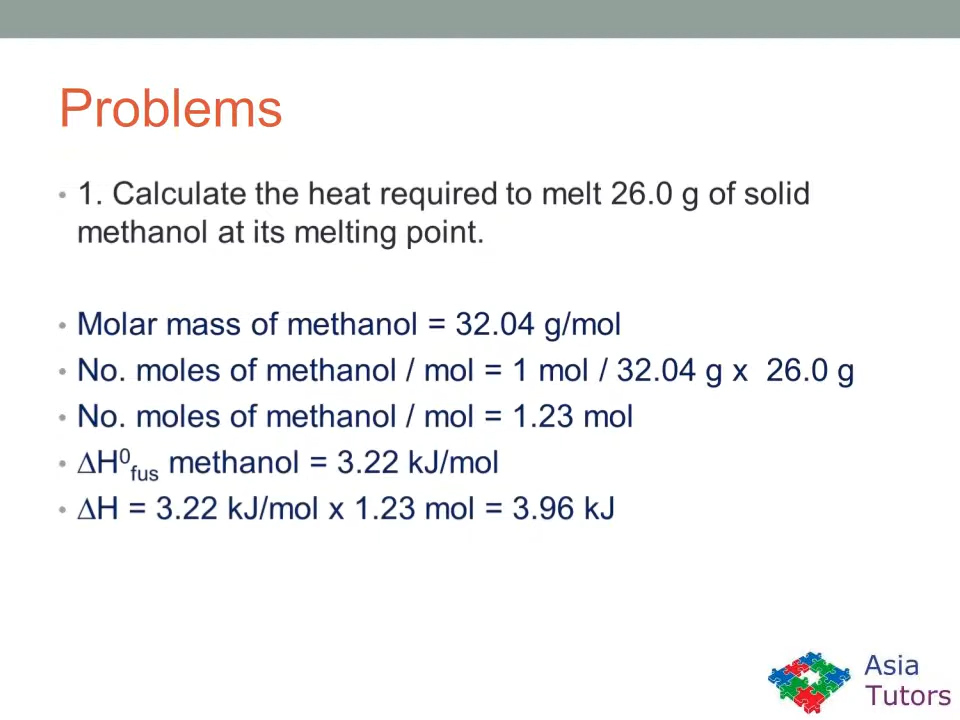 Problems
• 1. Calculate the heat required to melt 26.0 g of solid
methanol at its melting point.
• Molar mass of methanol = 32.04 g/mol
• No. moles of methanol / mol = 1 mol / 32.04 g x 26.0 g
• No. moles of methanol / mol = 1.23 mol
• ∆H⁰fus methanol = 3.22 kJ/mol
• ∆H = 3.22 kJ/mol x 1.23 mol = 3.96 kJ
Asia
Tutors